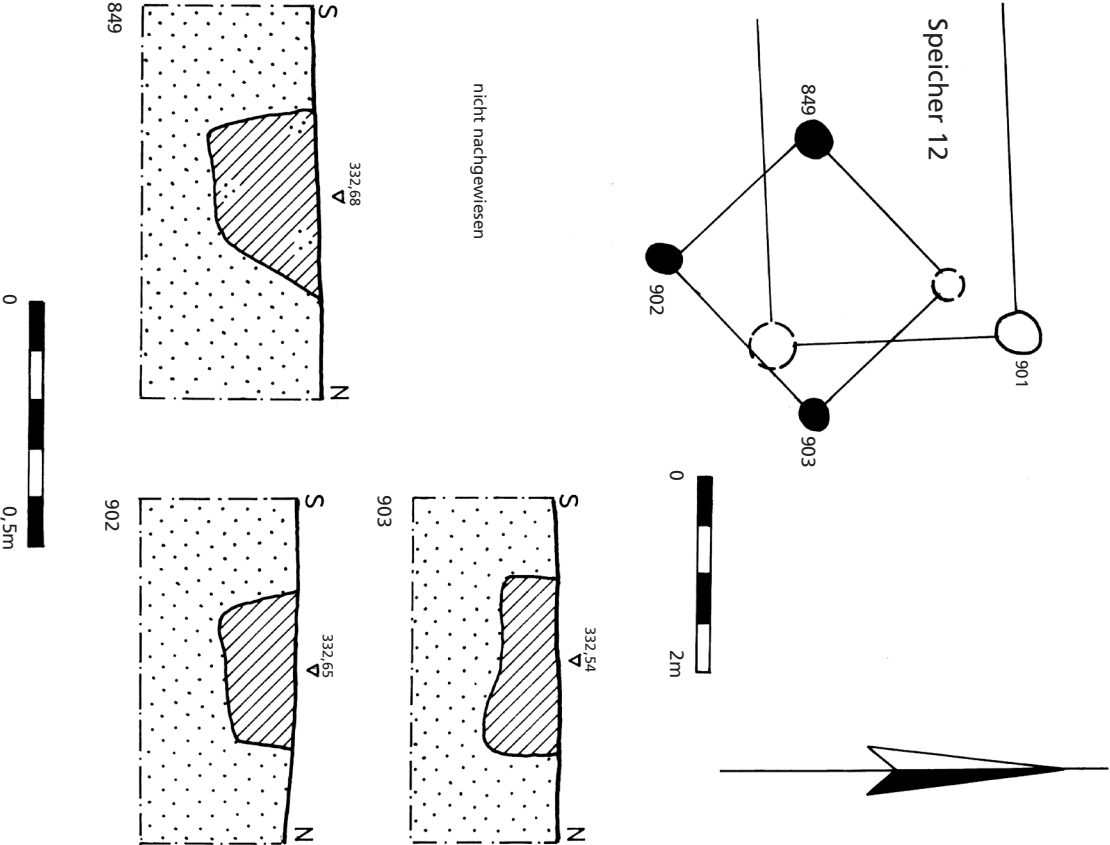 Speicher 12
849
901
902
903
0
2m
nicht nachgewiesen
903
S
N
332,54
849
S
N
332,68
902
S
N
332,65
0
0,5m